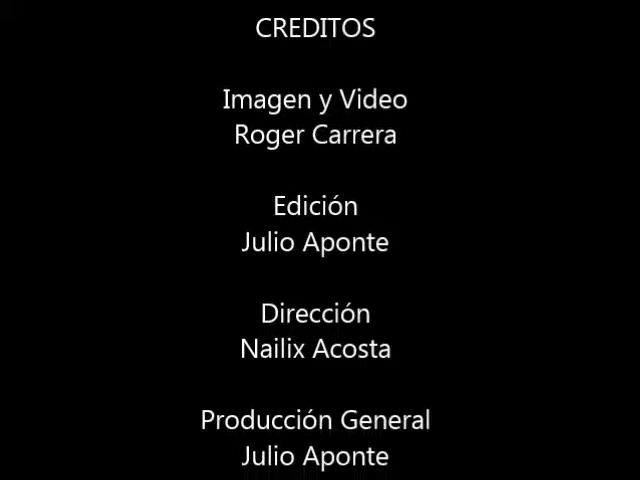 CREDITOS
Imagen y Video
Roger Carrera
Edición
Julio Aponte
Dirección
Nailix Acosta
Producción General
Julio Aponte